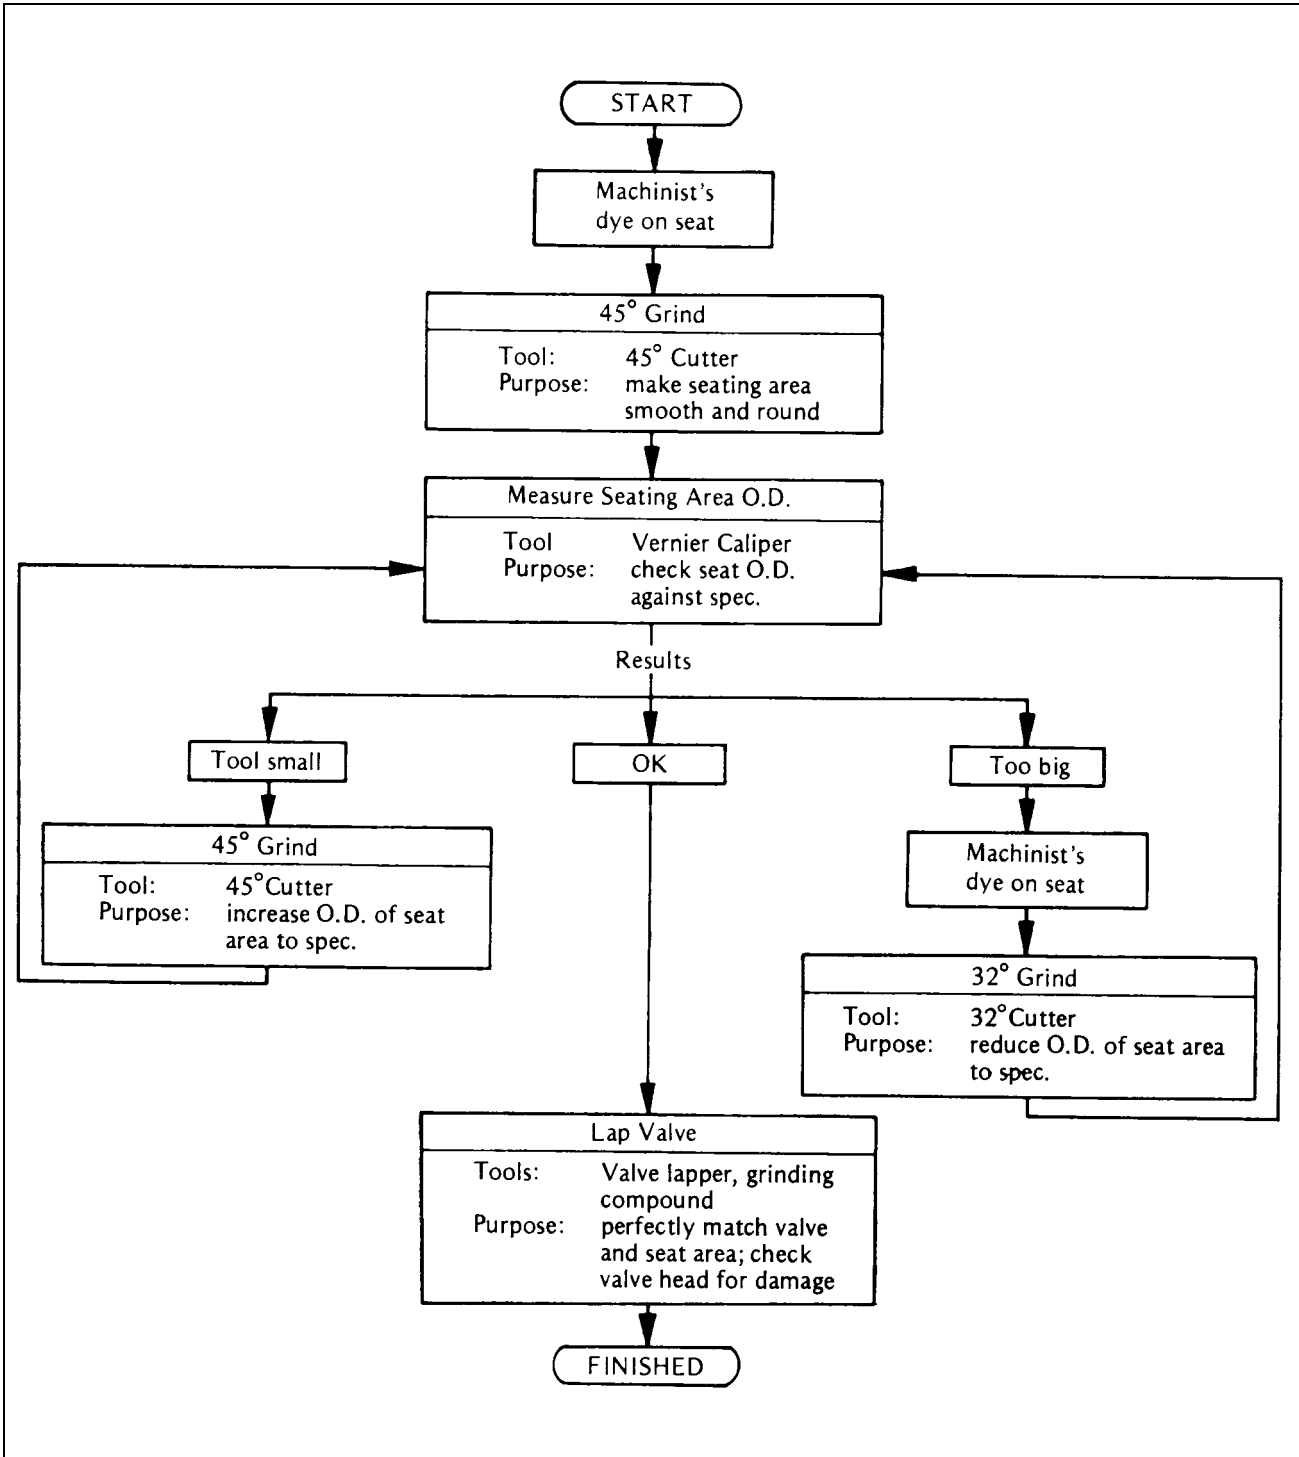 START
Machinist's
dye on seat
45° Grind
Tool: 45° Cutter
Purpose: make seating area
smooth and round
Measure Seating Area O.D.
Tool Vernier Caliper
Purpose: check seat O.D.
against spec.
Results
Tool small
OK
Too big
45° Grind
Tool: 45° Cutter
Purpose: increase O.D. of seat
area to spec.
Machinist's
dye on seat
32° Grind
Tool: 32° Cutter
Purpose: reduce O.D. of seat area
to spec.
Lap Valve
Tools: Valve lapper, grinding
compound
Purpose: perfectly match valve
and seat area; check
valve head for damage
FINISHED